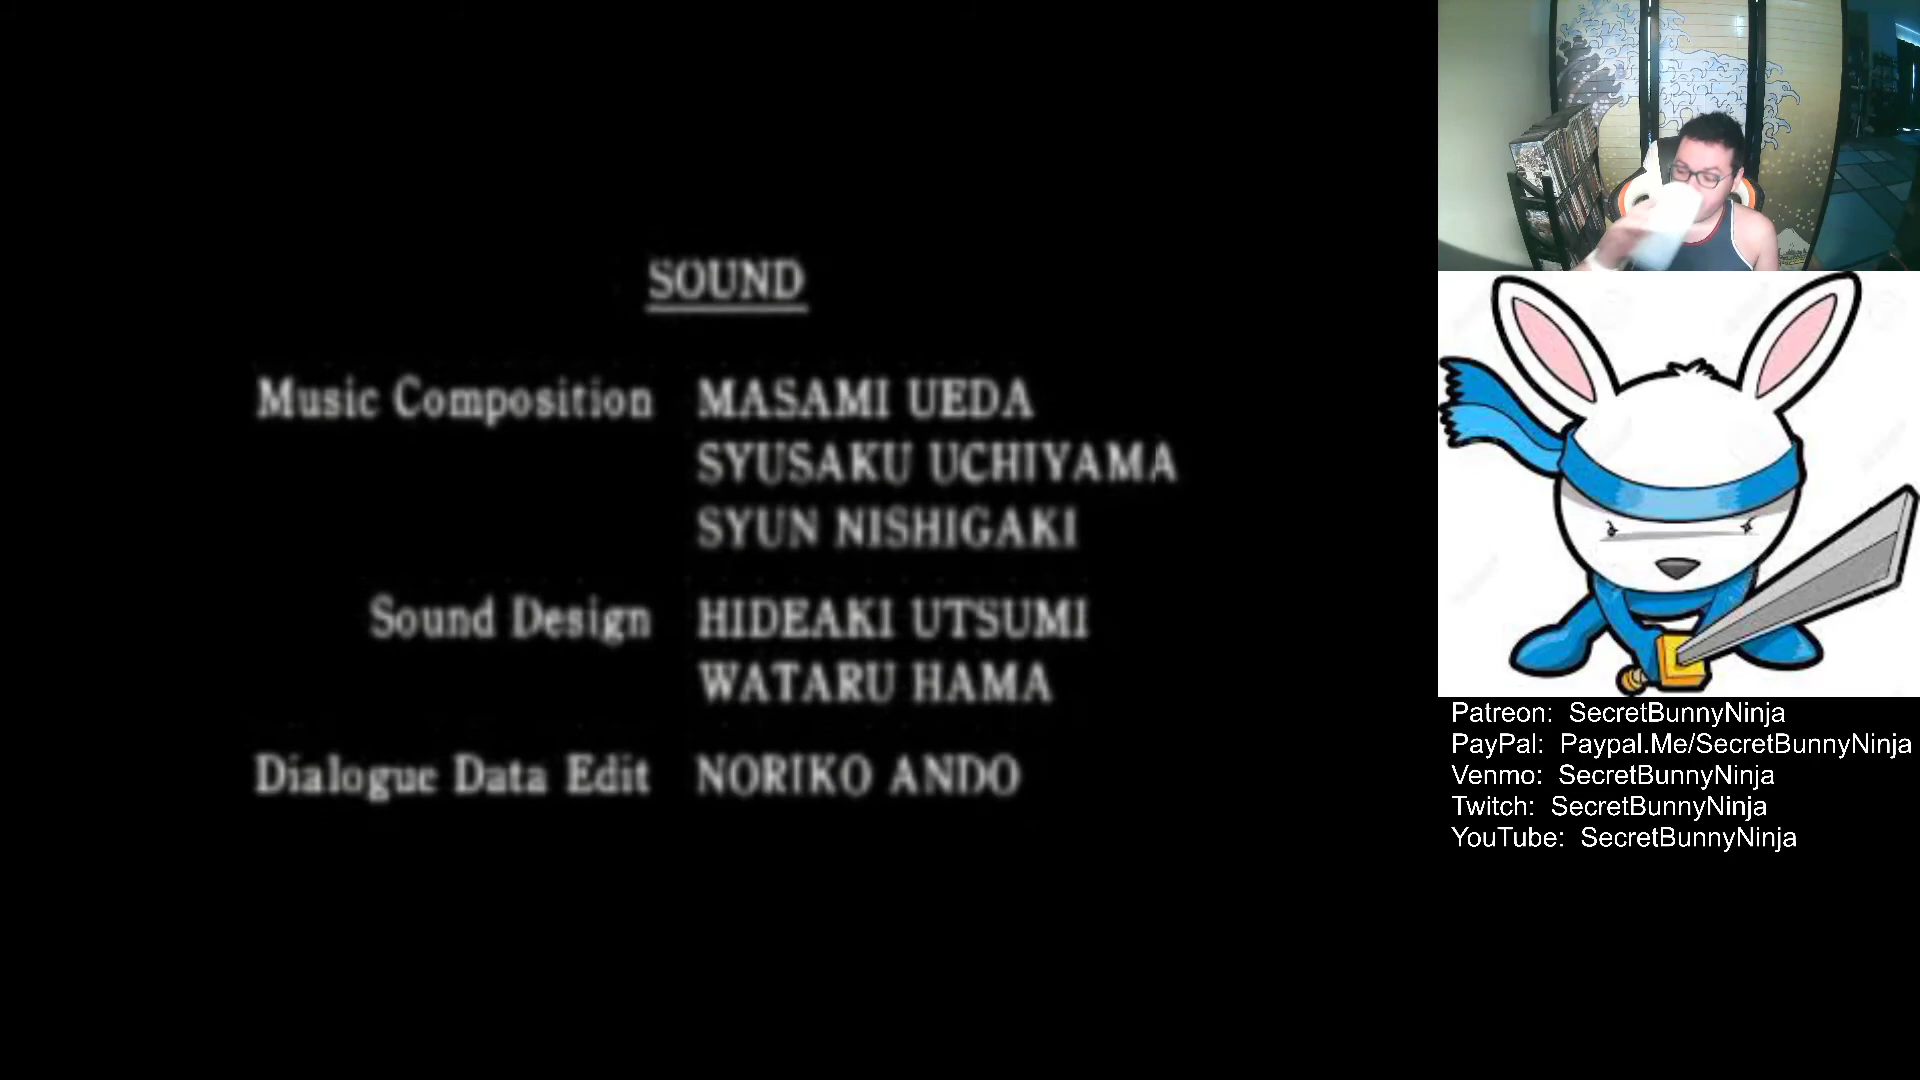 SOUND
Music Composition MASAMI UEDA
SYUSAKU UCHIYAMA
SYUN NISHIGAKI
Sound Design HIDEAKI UTSUMI
WATARU HAMA
Dialogue Data Edit NORIKO ANDO
Patreon: SecretBunnyNinja
PayPal: Paypal.Me/SecretBunnyNinja
Venmo: SecretBunnyNinja
Twitch: SecretBunnyNinja
YouTube: SecretBunnyNinja